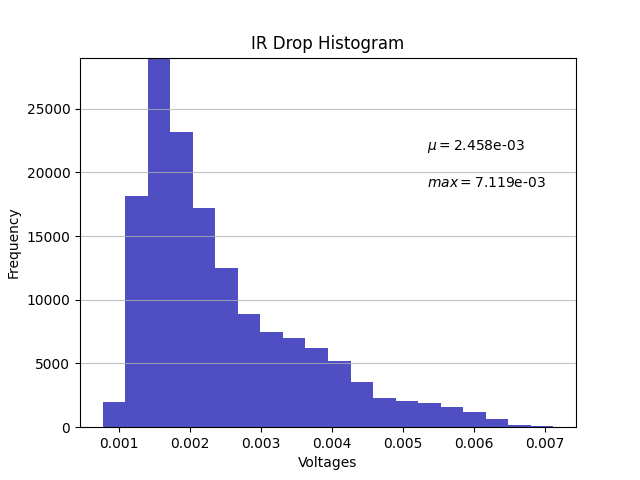 IR Drop Histogram
25000
20000
15000
10000
5000
0
Frequency
μ = 2.458e-03
max = 7.119e-03
0.001 0.002 0.003 0.004 0.005 0.006 0.007
Voltages